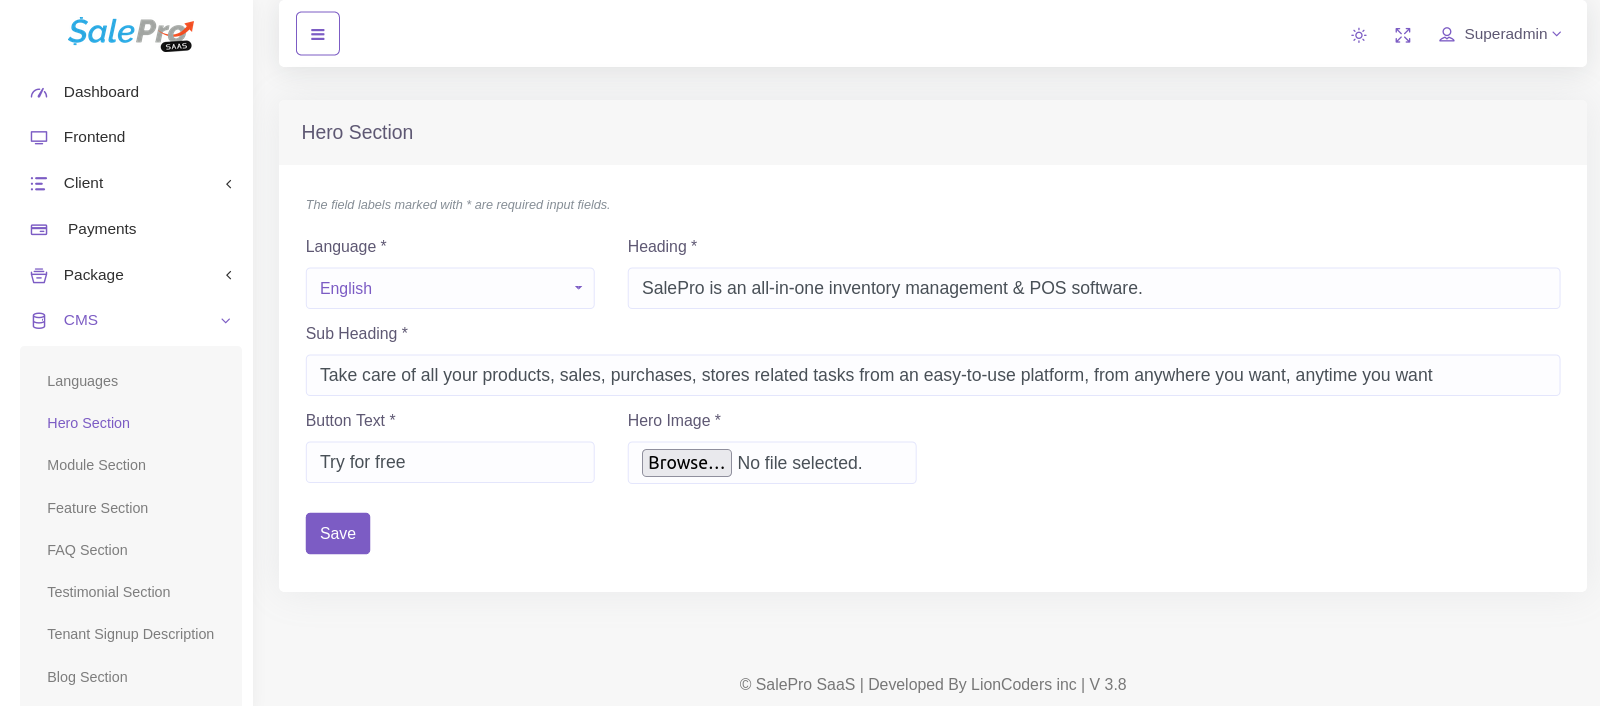 SalePro
SAAS
Superadmin
Dashboard
Frontend
Client
Payments
Package
CMS
Languages
Hero Section
Module Section
Feature Section
FAQ Section
Testimonial Section
Tenant Signup Description
Blog Section
Hero Section
The field labels marked with * are required input fields.
Language *
Heading *
English
SalePro is an all-in-one inventory management & POS software.
Sub Heading *
Take care of all your products, sales, purchases, stores related tasks from an easy-to-use platform, from anywhere you want, anytime you want
Button Text *
Hero Image *
Try for free
Browse... No file selected.
Save
© SalePro SaaS | Developed By LionCoders inc | V 3.8